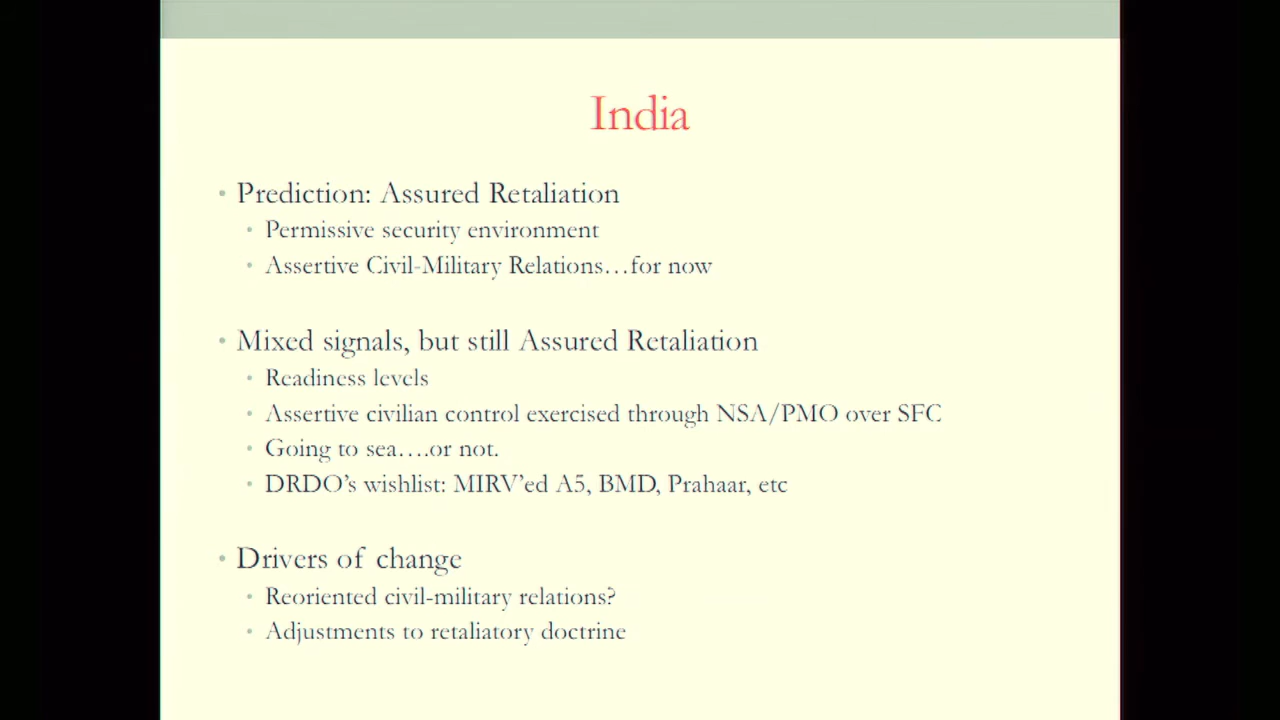 India
• Prediction: Assured Retaliation
• Permissive security environment
• Assertive Civil-Military Relations…for now
• Mixed signals, but still Assured Retaliation
• Readiness levels
• Assertive civilian control exercised through NSA/PMO over SFC
• Going to sea….or not.
• DRDO’s wishlist: MIRV’ed A5, BMD, Prahaar, etc
• Drivers of change
• Reoriented civil-military relations?
• Adjustments to retaliatory doctrine